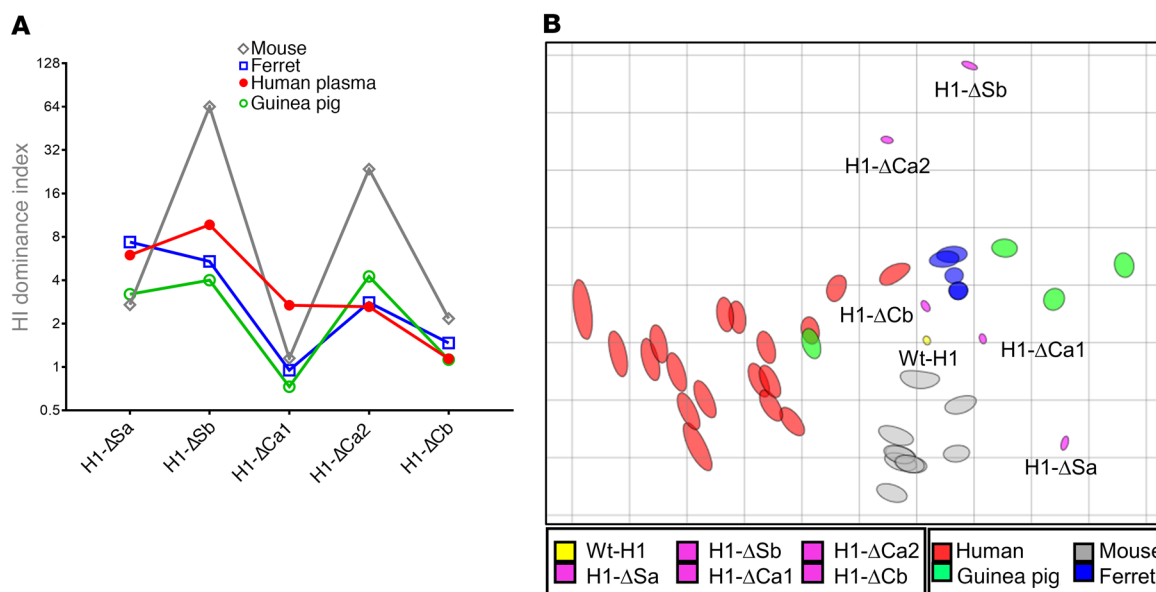 A
Mouse
Ferret
Human plasma
Guinea pig
HI dominance index
128
64
32
16
8
4
2
1
0.5
H1-ΔSa
H1-ΔSb
H1-ΔCa1
H1-ΔCa2
H1-ΔCb
B
H1-ΔSb
H1-ΔCa2
H1-ΔCb
Wt-H1
H1-ΔCa1
H1-ΔSa
Wt-H1 H1-ΔSb H1-ΔCa2
H1-ΔSa H1-ΔCa1 H1-ΔCb
Human Mouse
Guinea pig Ferret